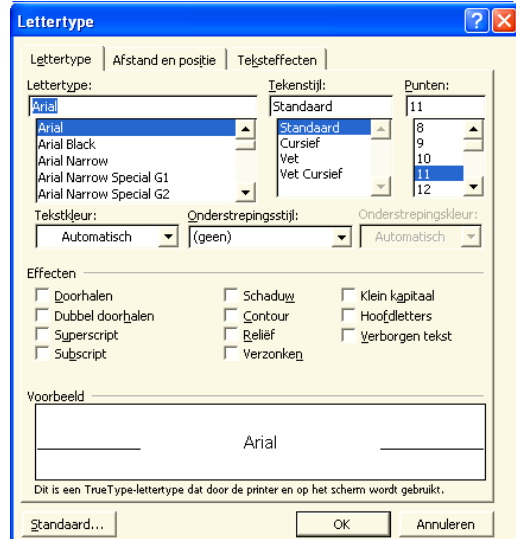 Lettertype
Lettertype Afstand en positie Teksteffecten
Lettertype: Tekenstijl: Punten:
Arial Standaard 11
Arial Standaard 8
Arial Black Cursief 9
Arial Narrow Vet 10
Arial Narrow Special G1 Vet Cursief 11
Arial Narrow Special G2 12
Tekstkleur: Onderstrepingsstijl: Onderstrepingskleur:
Automatisch (geen) Automatisch
Effecten
Doorhalen Schaduw Klein kapitaal
Dubbel doorhalen Contour Hoofdletters
Superscript Reliëf Verborgen tekst
Subscript Verzonken
Voorbeeld
Arial
Dit is een TrueType-lettertype dat door de printer en op het scherm wordt gebruikt.
Standaard... OK Annuleren